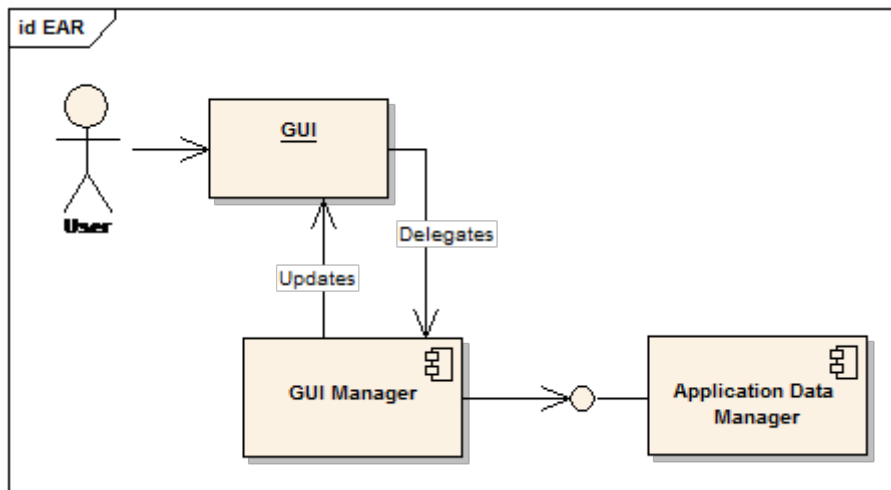 id EAR
GUI
User
Delegates
Updates
GUI Manager
Application Data
Manager